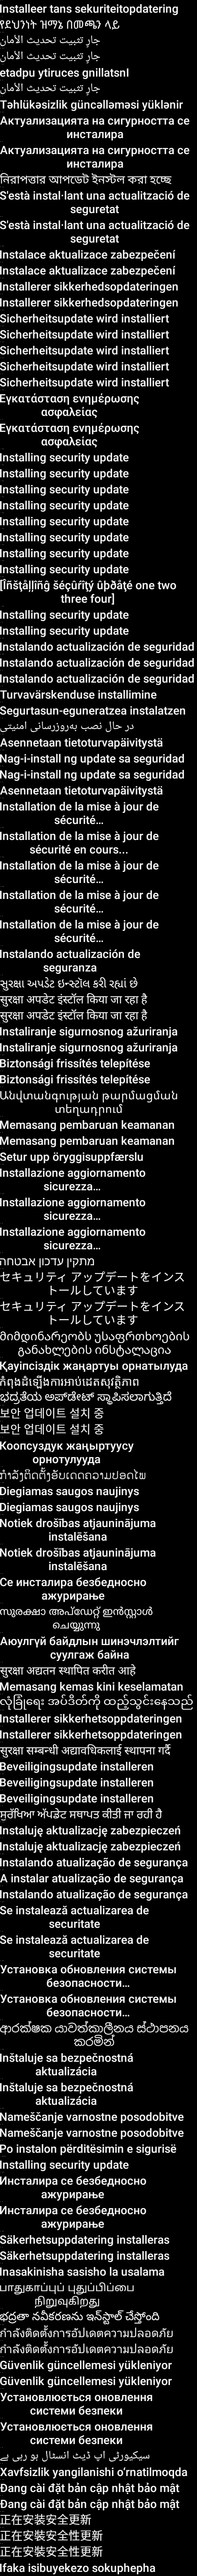 Installeer tans sekuriteitopdatering
የደህንነት ዝማኔ በመጫን ላይ
جارٍ تثبيت تحديث الأمان
جارٍ تثبيت تحديث الأمان
etadpu ytiruces gnillatsnI
جارٍ تثبيت تحديث الأمان
Təhlükəsizlik güncəlləməsi yüklənir
Актуализацията на сигурността се
инсталира
Актуализацията на сигурността се
инсталира
নিরাপত্তার আপডেট ইনস্টল করা হচ্ছে
S'està instal·lant una actualització de
seguretat
S'està instal·lant una actualització de
seguretat
Instalace aktualizace zabezpečení
Instalace aktualizace zabezpečení
Installerer sikkerhedsopdateringen
Installerer sikkerhedsopdateringen
Sicherheitsupdate wird installiert
Sicherheitsupdate wird installiert
Sicherheitsupdate wird installiert
Sicherheitsupdate wird installiert
Sicherheitsupdate wird installiert
Εγκατάσταση ενημέρωσης
ασφαλείας
Εγκατάσταση ενημέρωσης
ασφαλείας
Installing security update
Installing security update
Installing security update
Installing security update
Installing security update
Installing security update
Installing security update
Installing security update
[Îñšţåļļîñĝ šéçûŕîţý ûþðåţé one two
three four]
Installing security update
Installing security update
Instalando actualización de seguridad
Instalando actualización de seguridad
Instalando actualización de seguridad
Turvavärskenduse installimine
Segurtasun-eguneratzea instalatzen
در حال نصب به‌روزرسانی امنیتی
Asennetaan tietoturvapäivitystä
Nag-i-install ng update sa seguridad
Nag-i-install ng update sa seguridad
Asennetaan tietoturvapäivitystä
Installation de la mise à jour de
sécurité…
Installation de la mise à jour de
sécurité en cours...
Installation de la mise à jour de
sécurité…
Installation de la mise à jour de
sécurité…
Installation de la mise à jour de
sécurité…
Instalando actualización de
seguranza
સુરક્ષા અપડેટ ઇન્સ્ટૉલ કરી રહ્યાં છે
सुरक्षा अपडेट इंस्टॉल किया जा रहा है
सुरक्षा अपडेट इंस्टॉल किया जा रहा है
Instaliranje sigurnosnog ažuriranja
Instaliranje sigurnosnog ažuriranja
Biztonsági frissítés telepítése
Biztonsági frissítés telepítése
Անվտանգության թարմացման
տեղադրում
Memasang pembaruan keamanan
Memasang pembaruan keamanan
Setur upp öryggisuppfærslu
Installazione aggiornamento
sicurezza…
Installazione aggiornamento
sicurezza…
Installazione aggiornamento
sicurezza…
מתקין עדכון אבטחה
セキュリティ アップデートをインス
トールしています
セキュリティ アップデートをインス
トールしています
მიმდინარეობს უსაფრთხოების
განახლების ინსტალაცია
Қауіпсіздік жаңартуы орнатылуда
កំពុងដំឡើងការអាប់ដេតសុវត្ថិភាព
ಭದ್ರತೆಯ ಅಪ್‌ಡೇಟ್‌ ಸ್ಥಾಪಿಸಲಾಗುತ್ತಿದೆ
보안 업데이트 설치 중
보안 업데이트 설치 중
Коопсуздук жаңыртуусу
орнотулууда
ກຳລັງຕິດຕັ້ງອັບເດດຄວາມປອດໄພ
Diegiamas saugos naujinys
Diegiamas saugos naujinys
Notiek drošības atjauninājuma
instalēšana
Notiek drošības atjauninājuma
instalēšana
Се инсталира безбедносно
ажурирање
സുരക്ഷാ അപ്ഡേറ്റ് ഇൻസ്റ്റാൾ
ചെയ്യുന്നു
Аюулгүй байдлын шинэчлэлтийг
суулгаж байна
सुरक्षा अद्यतन स्थापित करीत आहे
Memasang kemas kini keselamatan
လုံခြုံရေး အပ်ဒိတ်ကို ထည့်သွင်းနေသည်
Installerer sikkerhetsoppdateringen
Installerer sikkerhetsoppdateringen
सुरक्षा सम्बन्धी अद्यावधिकलाई स्थापना गर्दै
Beveiligingsupdate installeren
Beveiligingsupdate installeren
Beveiligingsupdate installeren
ਸੁਰੱਖਿਆ ਅੱਪਡੇਟ ਸਥਾਪਤ ਕੀਤੀ ਜਾ ਰਹੀ ਹੈ
Instaluję aktualizację zabezpieczeń
Instaluję aktualizację zabezpieczeń
Instalando atualização de segurança
A instalar atualização de segurança
Instalando atualização de segurança
Se instalează actualizarea de
securitate
Se instalează actualizarea de
securitate
Установка обновления системы
безопасности…
Установка обновления системы
безопасности…
ආරක්ෂක යාවත්කාලීනය ස්ථාපනය
කරමින්
Inštaluje sa bezpečnostná
aktualizácia
Inštaluje sa bezpečnostná
aktualizácia
Nameščanje varnostne posodobitve
Nameščanje varnostne posodobitve
Po instalon përditësimin e sigurisë
Installing security update
Инсталира се безбедносно
ажурирање
Инсталира се безбедносно
ажурирање
Säkerhetsuppdatering installeras
Säkerhetsuppdatering installeras
Inasakinisha sasisho la usalama
பாதுகாப்புப் புதுப்பிப்பை
நிறுவுகிறது
భద్రతా నవీకరణను ఇన్‌స్టాల్ చేస్తోంది
กำลังติดตั้งการอัปเดตความปลอดภัย
กำลังติดตั้งการอัปเดตความปลอดภัย
Güvenlik güncellemesi yükleniyor
Güvenlik güncellemesi yükleniyor
Установлюється оновлення
системи безпеки
Установлюється оновлення
системи безпеки
سیکیورٹی اپ ڈیٹ انسٹال ہو رہی ہے
Xavfsizlik yangilanishi o‘rnatilmoqda
Đang cài đặt bản cập nhật bảo mật
Đang cài đặt bản cập nhật bảo mật
正在安装安全更新
正在安裝安全性更新
正在安裝安全性更新
Ifaka isibuyekezo sokuphepha